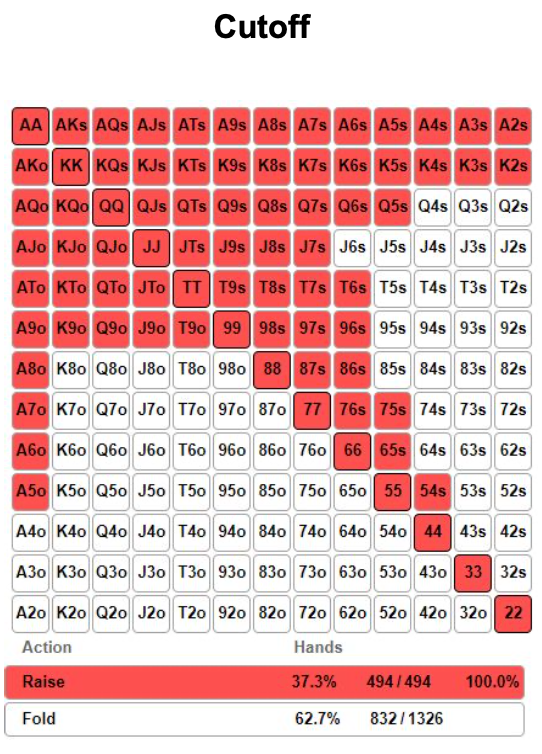 Cutoff
AA AKs AQs AJs ATs A9s A8s A7s A6s A5s A4s A3s A2s
AKo KK KQs KJs KTs K9s K8s K7s K6s K5s K4s K3s K2s
AQo KQo QQ QJs QTs Q9s Q8s Q7s Q6s Q5s Q4s Q3s Q2s
AJo KJo QJo JJ JTs J9s J8s J7s J6s J5s J4s J3s J2s
ATo KTo QTo JTo TT T9s T8s T7s T6s T5s T4s T3s T2s
A9o K9o Q9o J9o T9o 99 98s 97s 96s 95s 94s 93s 92s
A8o K8o Q8o J8o T8o 98o 88 87s 86s 85s 84s 83s 82s
A7o K7o Q7o J7o T7o 97o 87o 77 76s 75s 74s 73s 72s
A6o K6o Q6o J6o T6o 96o 86o 76o 66 65s 64s 63s 62s
A5o K5o Q5o J5o T5o 95o 85o 75o 65o 55 54s 53s 52s
A4o K4o Q4o J4o T4o 94o 84o 74o 64o 54o 44 43s 42s
A3o K3o Q3o J3o T3o 93o 83o 73o 63o 53o 43o 33 32s
A2o K2o Q2o J2o T2o 92o 82o 72o 62o 52o 42o 32o 22
Action Hands
Raise 37.3% 494/494 100.0%
Fold 62.7% 832/1326